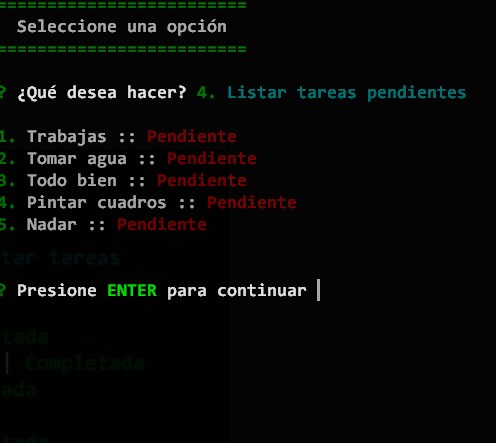 =========================
Seleccione una opción
=========================
? ¿Qué desea hacer? 4. Listar tareas pendientes
1. Trabajas :: Pendiente
2. Tomar agua :: Pendiente
3. Todo bien :: Pendiente
4. Pintar cuadros :: Pendiente
5. Nadar :: Pendiente
tar tareas
? Presione ENTER para continuar
tada
| Completada
ada
tada